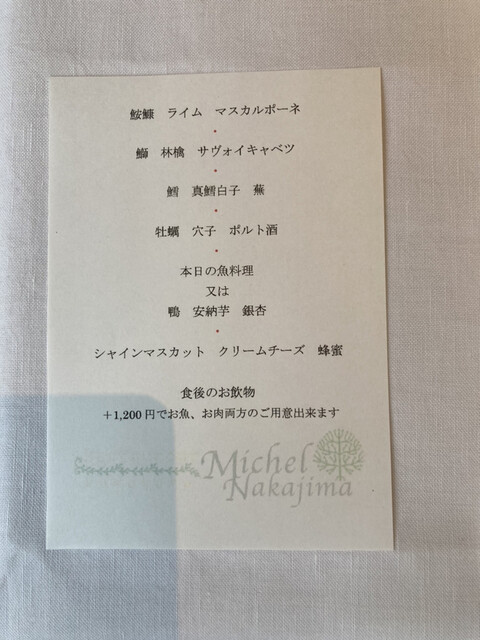 鮟鱇　ライム　マスカルポーネ
・
鰤　林檎　サヴォイキャベツ
・
鱈　真鱈白子　蕪
・
牡蠣　穴子　ポルト酒
・
本日の魚料理
又は
鴨　安納芋　銀杏
・
シャインマスカット　クリームチーズ　蜂蜜
食後のお飲物
＋1,200 円でお魚、お肉両方のご用意出来ます
Michel
Nakajima